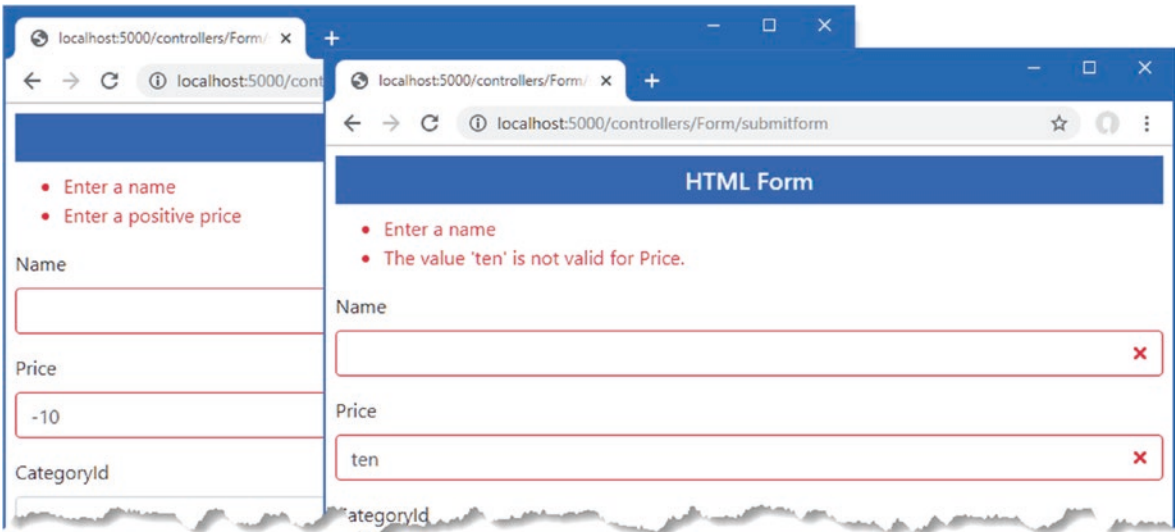 localhost:5000/controllers/Form/
localhost:5000/cont
Enter a name
Enter a positive price
Name
Price
-10
CategoryId
localhost:5000/controllers/Form/
localhost:5000/controllers/Form/submitform
HTML Form
Enter a name
The value 'ten' is not valid for Price.
Name
Price
ten
CategoryId